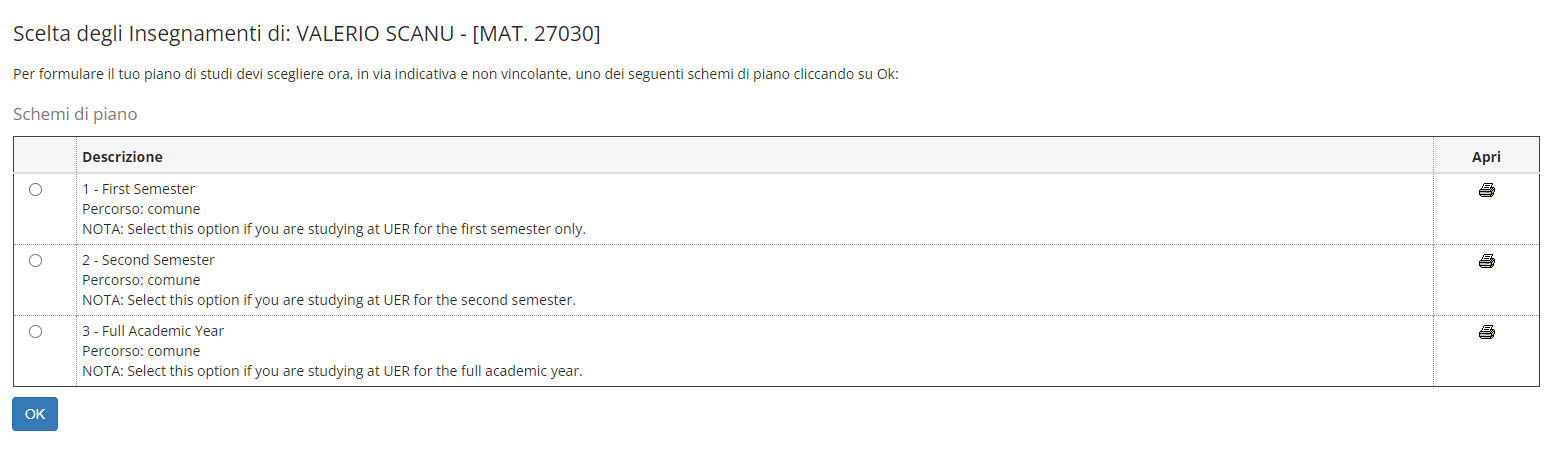 Scelta degli Insegnamenti di: VALERIO SCANU - [MAT. 27030]
Per formulare il tuo piano di studi devi scegliere ora, in via indicativa e non vincolante, uno dei seguenti schemi di piano cliccando su Ok:
Schemi di piano
Descrizione Apri
1 - First Semester
Percorso: comune
NOTA: Select this option if you are studying at UER for the first semester only.
2 - Second Semester
Percorso: comune
NOTA: Select this option if you are studying at UER for the second semester.
3 - Full Academic Year
Percorso: comune
NOTA: Select this option if you are studying at UER for the full academic year.
OK